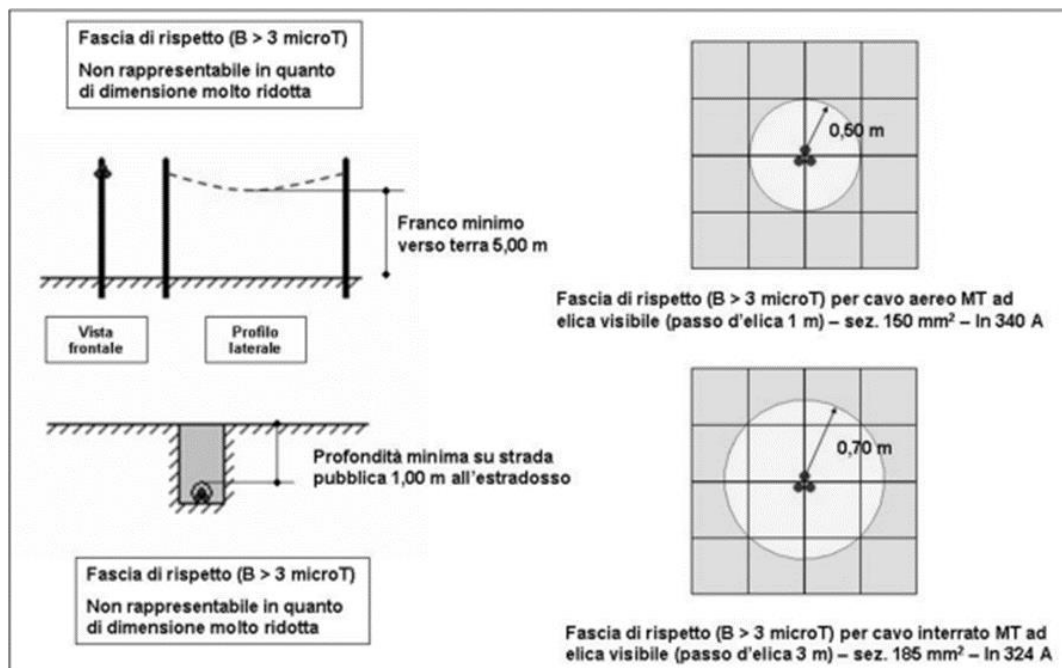 Fascia di rispetto (B > 3 microT)
Non rappresentabile in quanto
di dimensione molto ridotta
Franco minimo
verso terra 5,00 m
Vista
frontale
Profilo
laterale
Profondità minima su strada
pubblica 1,00 m all'estradosso
Fascia di rispetto (B > 3 microT)
Non rappresentabile in quanto
di dimensione molto ridotta
0,50 m
Fascia di rispetto (B > 3 microT) per cavo aereo MT ad
elica visibile (passo d'elica 1 m) – sez. 150 mm² – In 340 A
0,70 m
Fascia di rispetto (B > 3 microT) per cavo interrato MT ad
elica visibile (passo d'elica 3 m) – sez. 185 mm² – In 324 A